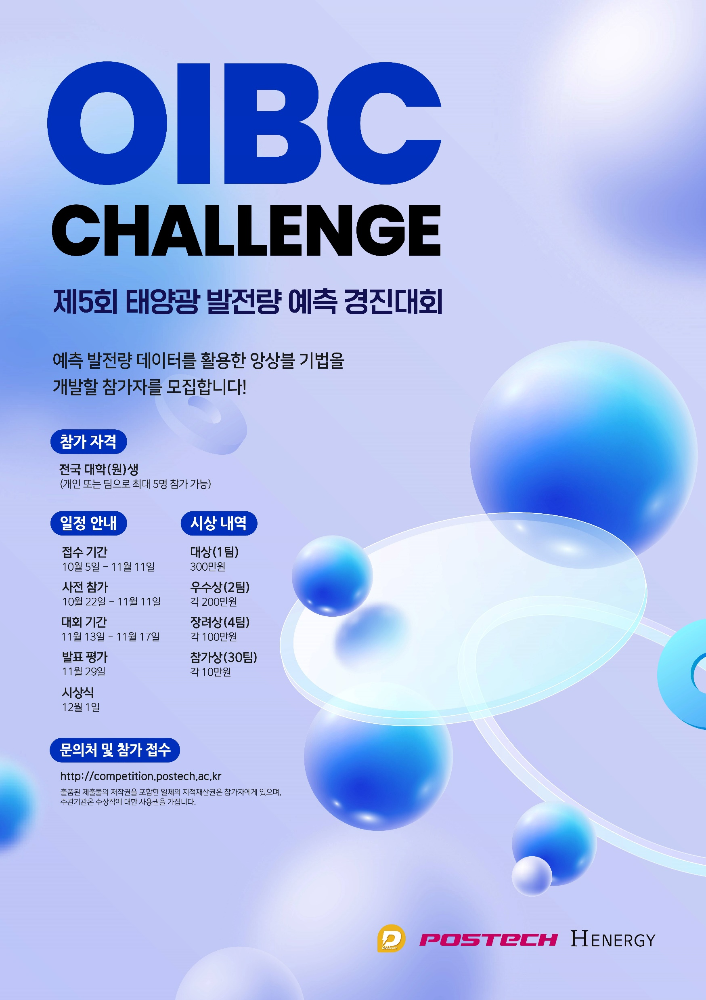 OIBC
CHALLENGE
제5회 태양광 발전량 예측 경진대회
예측 발전량 데이터를 활용한 앙상블 기법을
개발할 참가자를 모집합니다!
참가 자격
전국 대학(원)생
(개인 또는 팀으로 최대 5명 참가 가능)
일정 안내
접수 기간
10월 5일 - 11월 11일
사전 참가
10월 22일 - 11월 11일
대회 기간
11월 13일 - 11월 17일
발표 평가
11월 29일
시상식
12월 1일
시상 내역
대상(1팀)
300만원
우수상(2팀)
각 200만원
장려상(4팀)
각 100만원
참가상(30팀)
각 10만원
문의처 및 참가 접수
http://competition.postech.ac.kr
출품된 제출물의 저작권을 포함한 일체의 지적재산권은 참가자에게 있으며,
주관기관은 수상작에 대한 사용권을 가집니다.
D
DERShare
POSTECH
HENERGY